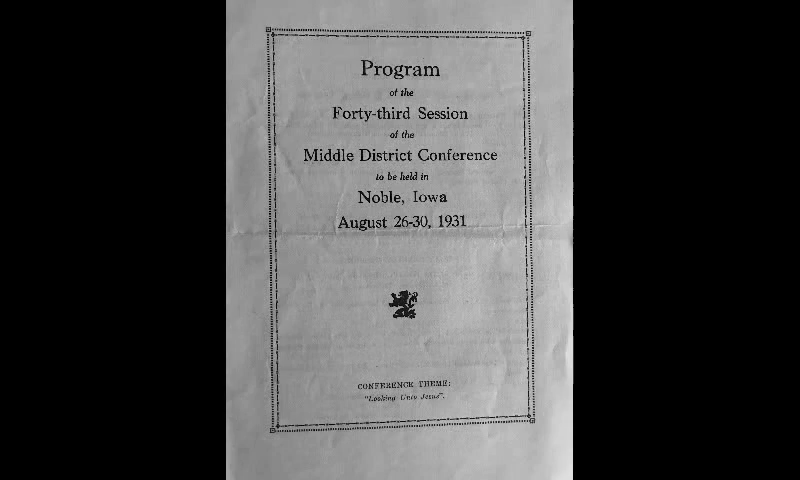 Program
of the
Forty-third Session
of the
Middle District Conference
to be held in
Noble, Iowa
August 26-30, 1931
CONFERENCE THEME:
"Looking Unto Jesus".